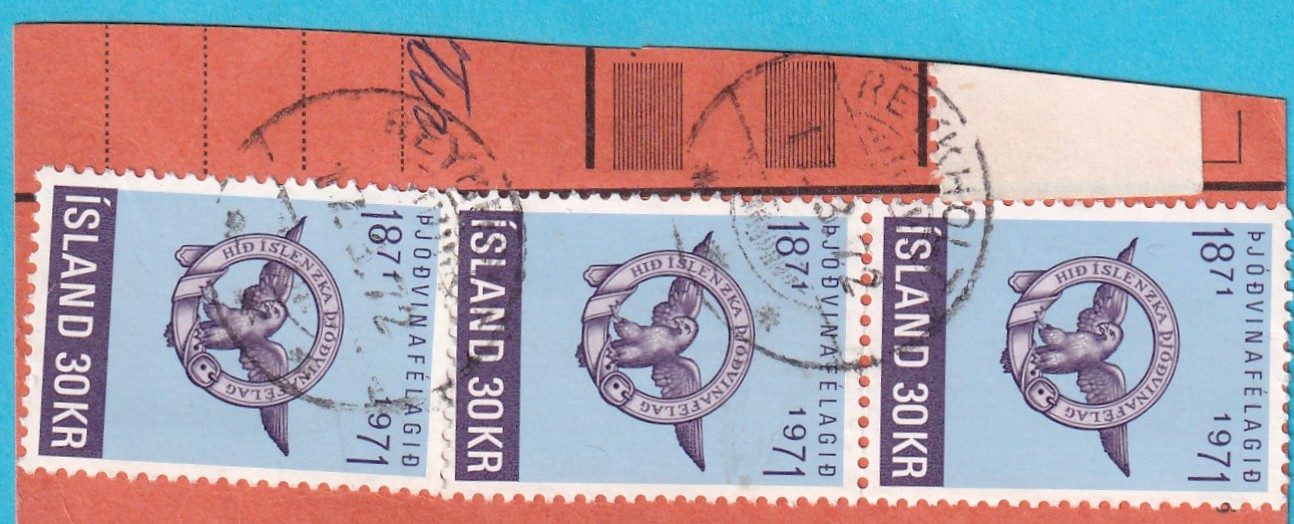 ÍSLAND 30KR
HIÐ ÍSLENZKA ÞJÓÐVINAFÉLAG
1871 1971
ÞJÓÐVINAFÉLAGIÐ
ÍSLAND 30KR
HIÐ ÍSLENZKA ÞJÓÐVINAFÉLAG
1871 1971
ÞJÓÐVINAFÉLAGIÐ
ÍSLAND 30KR
HIÐ ÍSLENZKA ÞJÓÐVINAFÉLAG
1871 1971
ÞJÓÐVINAFÉLAGIÐ